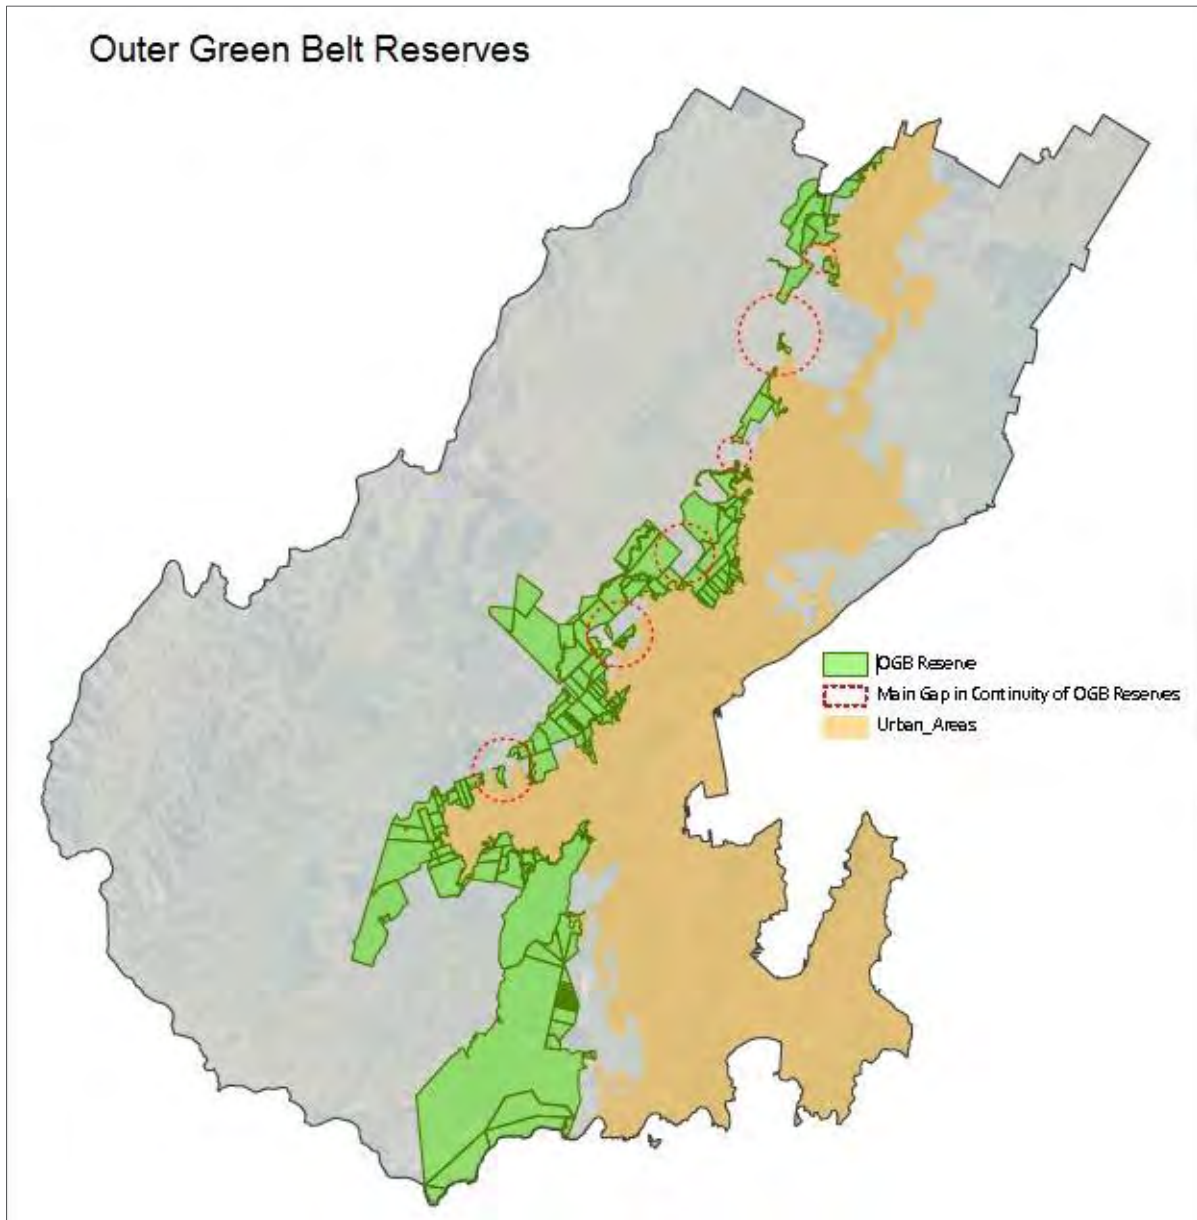 Outer Green Belt Reserves
OGB Reserve
Main Gap in Continuity of OGB Reserves
Urban_Areas